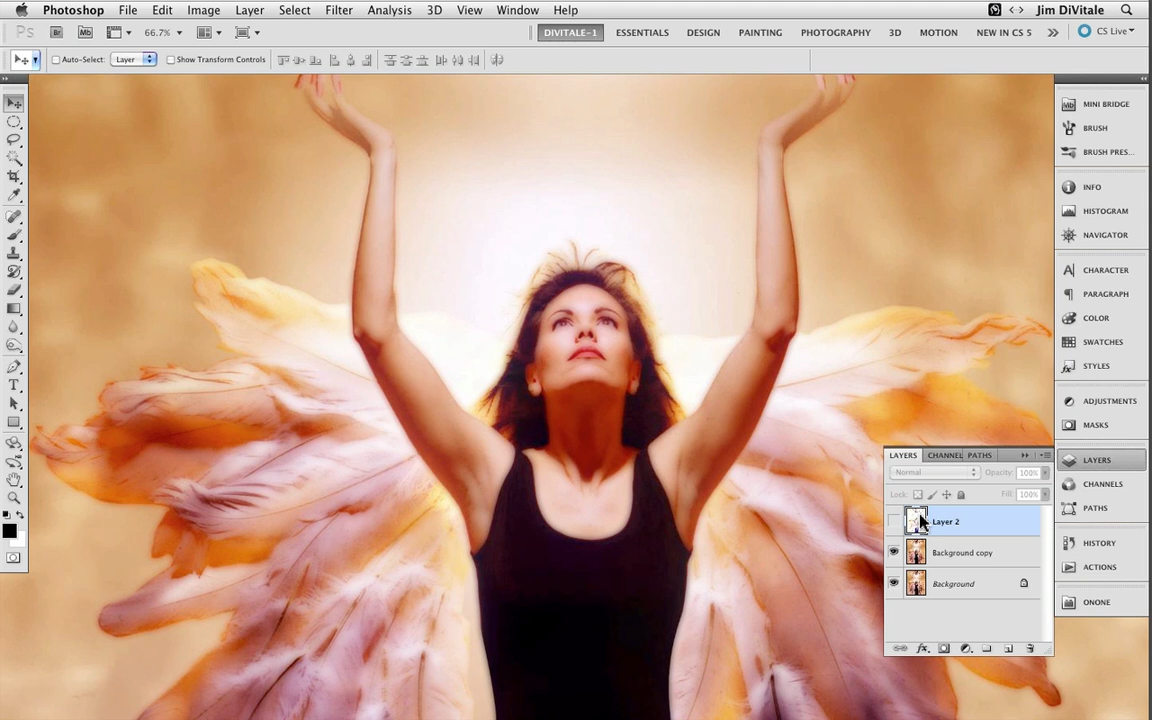 Photoshop File Edit Image Layer Select Filter Analysis 3D View Window Help Jim DiVitale
Ps Br Mb 66.7% DIVITALE-1 ESSENTIALS DESIGN PAINTING PHOTOGRAPHY 3D MOTION NEW IN CS 5 CS Live
Auto-Select: Layer Show Transform Controls
MINI BRIDGE
BRUSH
BRUSH PRES...
INFO
HISTOGRAM
NAVIGATOR
CHARACTER
PARAGRAPH
COLOR
SWATCHES
STYLES
ADJUSTMENTS
MASKS
LAYERS
CHANNELS
PATHS
HISTORY
ACTIONS
ONONE
LAYERS CHANNEL PATHS
Normal Opacity: 100%
Lock: Fill: 100%
Layer 2
Background copy
Background